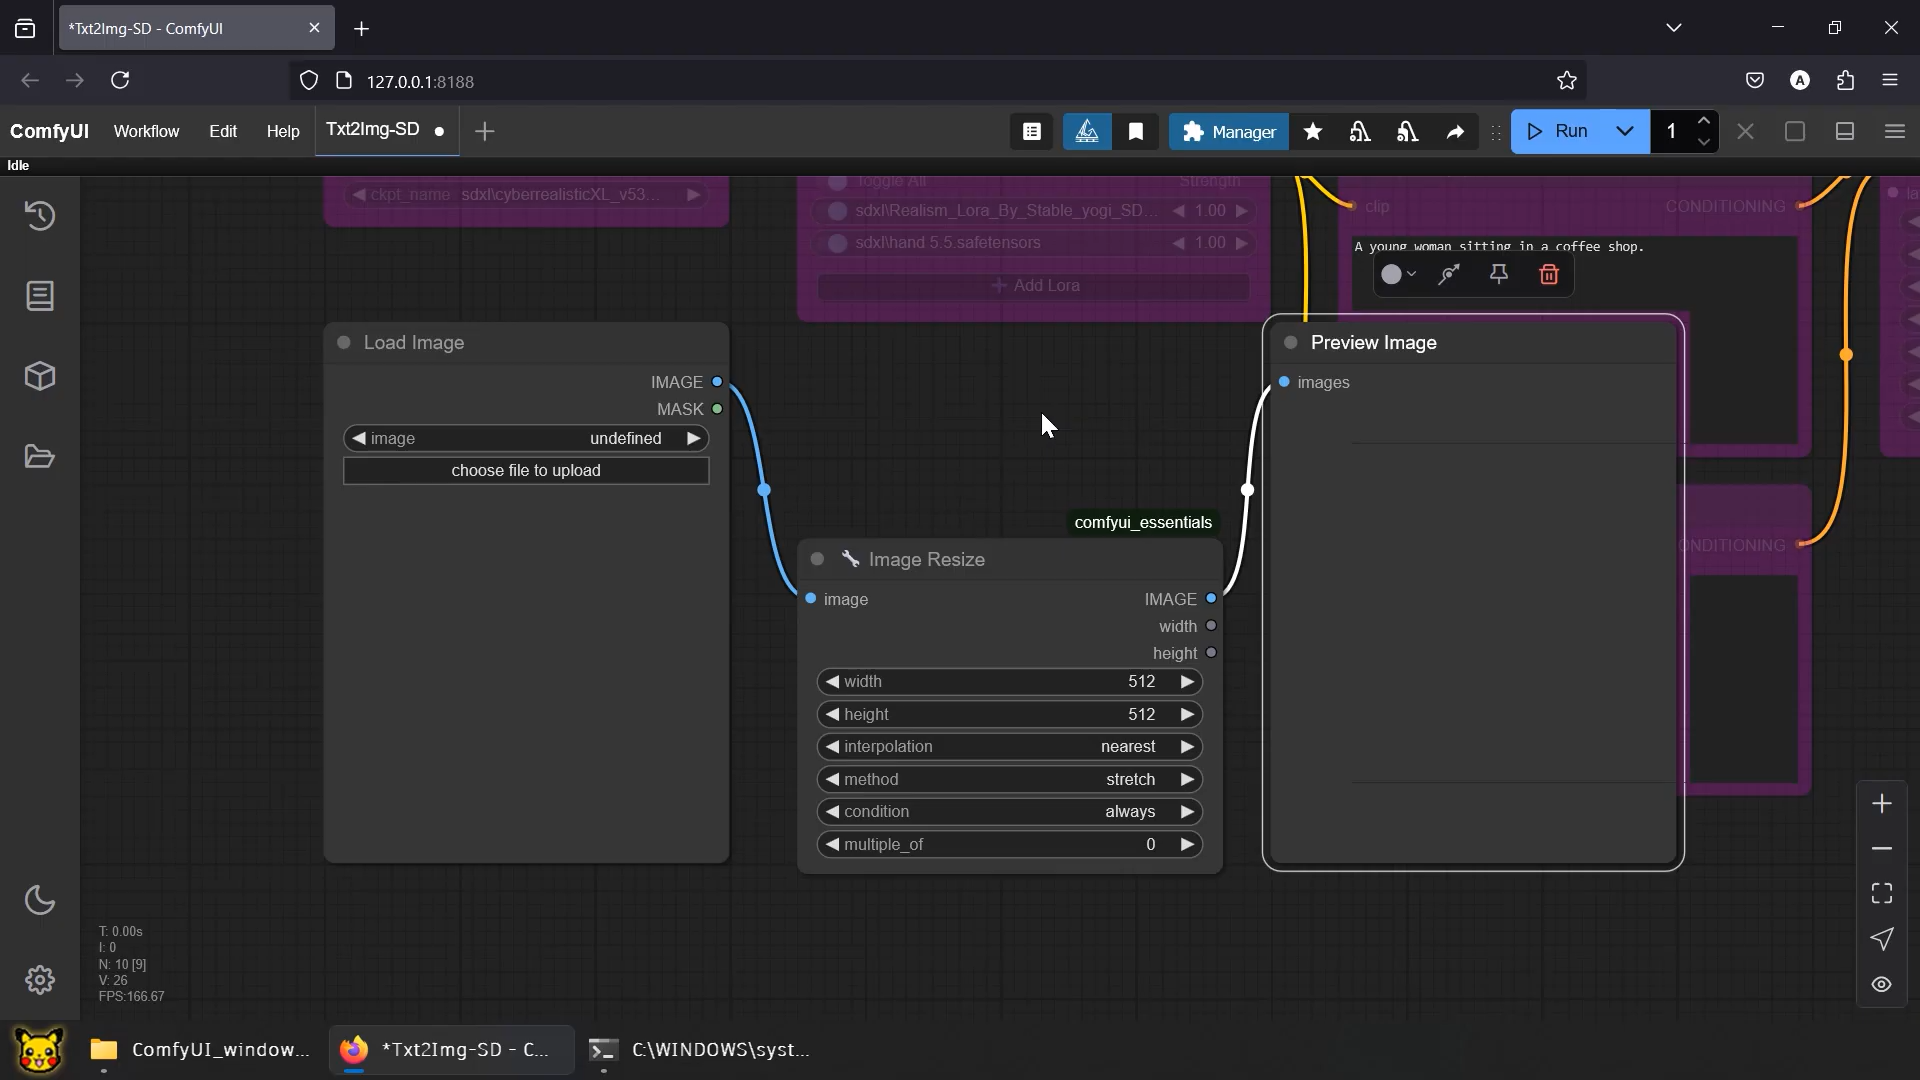 *Txt2Img-SD - ComfyUI
127.0.0.1:8188
ComfyUI Workflow Edit Help Txt2Img-SD Manager Run 1
Idle
ckpt_name sdxl\cyberrealisticXL_v53...
Toggle All Strength
sdxl\Realism_Lora_By_Stable_yogi_SD... 1.00
sdxl\hand 5.5.safetensors 1.00
Add Lora
clip CONDITIONING
A young woman sitting in a coffee shop.
Load Image
IMAGE
MASK
image undefined
choose file to upload
comfyui_essentials
Image Resize
image IMAGE
width
height
width 512
height 512
interpolation nearest
method stretch
condition always
multiple_of 0
Preview Image
images
ONDITIONING
la
T: 0.00s
I: 0
N: 10 [9]
V: 26
FPS:166.67
ComfyUI_window... *Txt2Img-SD - C... C:\WINDOWS\syst...
A